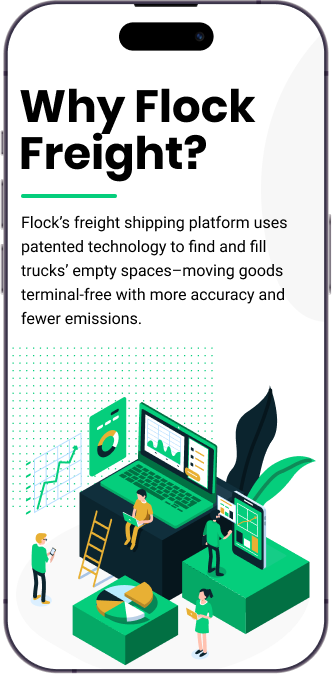 Why Flock
Freight?
Flock's freight shipping platform uses
patented technology to find and fill
trucks' empty spaces–moving goods
terminal-free with more accuracy and
fewer emissions.